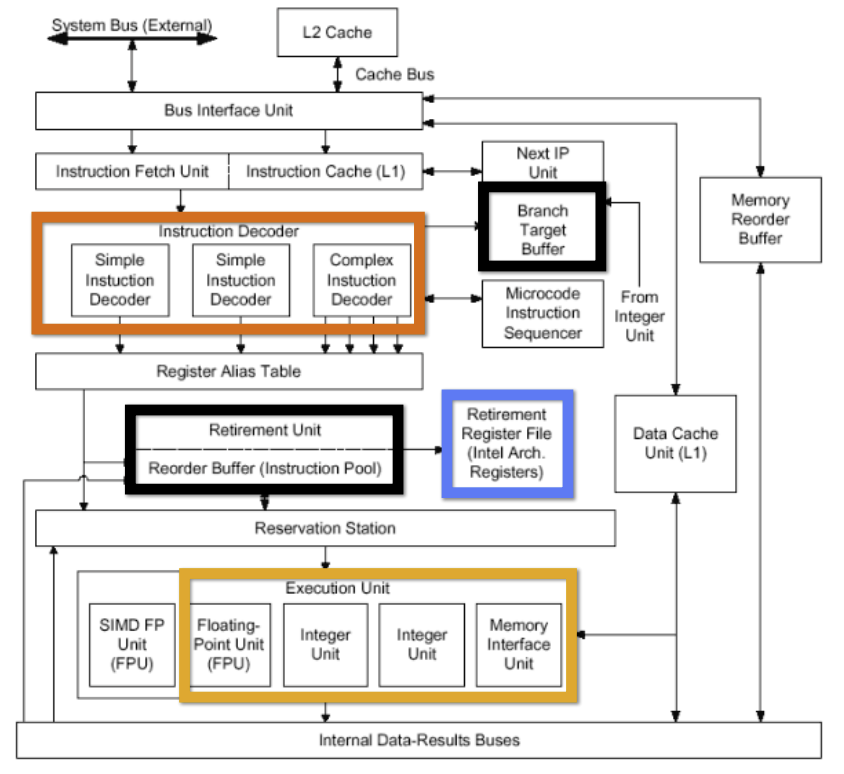 System Bus (External)
L2 Cache
Cache Bus
Bus Interface Unit
Instruction Fetch Unit
Instruction Cache (L1)
Next IP
Unit
Branch
Target
Buffer
Memory
Reorder
Buffer
Instruction Decoder
Simple
Instuction
Decoder
Simple
Instuction
Decoder
Complex
Instuction
Decoder
Microcode
Instruction
Sequencer
From
Integer
Unit
Register Alias Table
Retirement Unit
Reorder Buffer (Instruction Pool)
Retirement
Register File
(Intel Arch.
Registers)
Data Cache
Unit (L1)
Reservation Station
Execution Unit
SIMD FP
Unit
(FPU)
Floating-
Point Unit
(FPU)
Integer
Unit
Integer
Unit
Memory
Interface
Unit
Internal Data-Results Buses